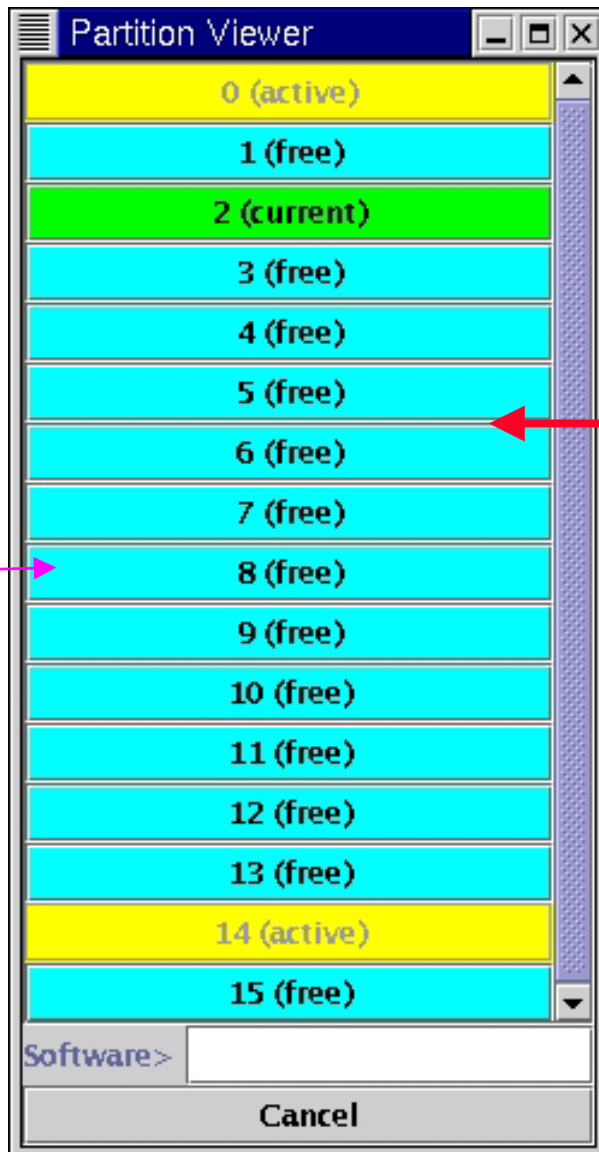 Partition Viewer
0 (active)
1 (free)
2 (current)
3 (free)
4 (free)
5 (free)
6 (free)
7 (free)
8 (free)
9 (free)
10 (free)
11 (free)
12 (free)
13 (free)
14 (active)
15 (free)
Software>
Cancel